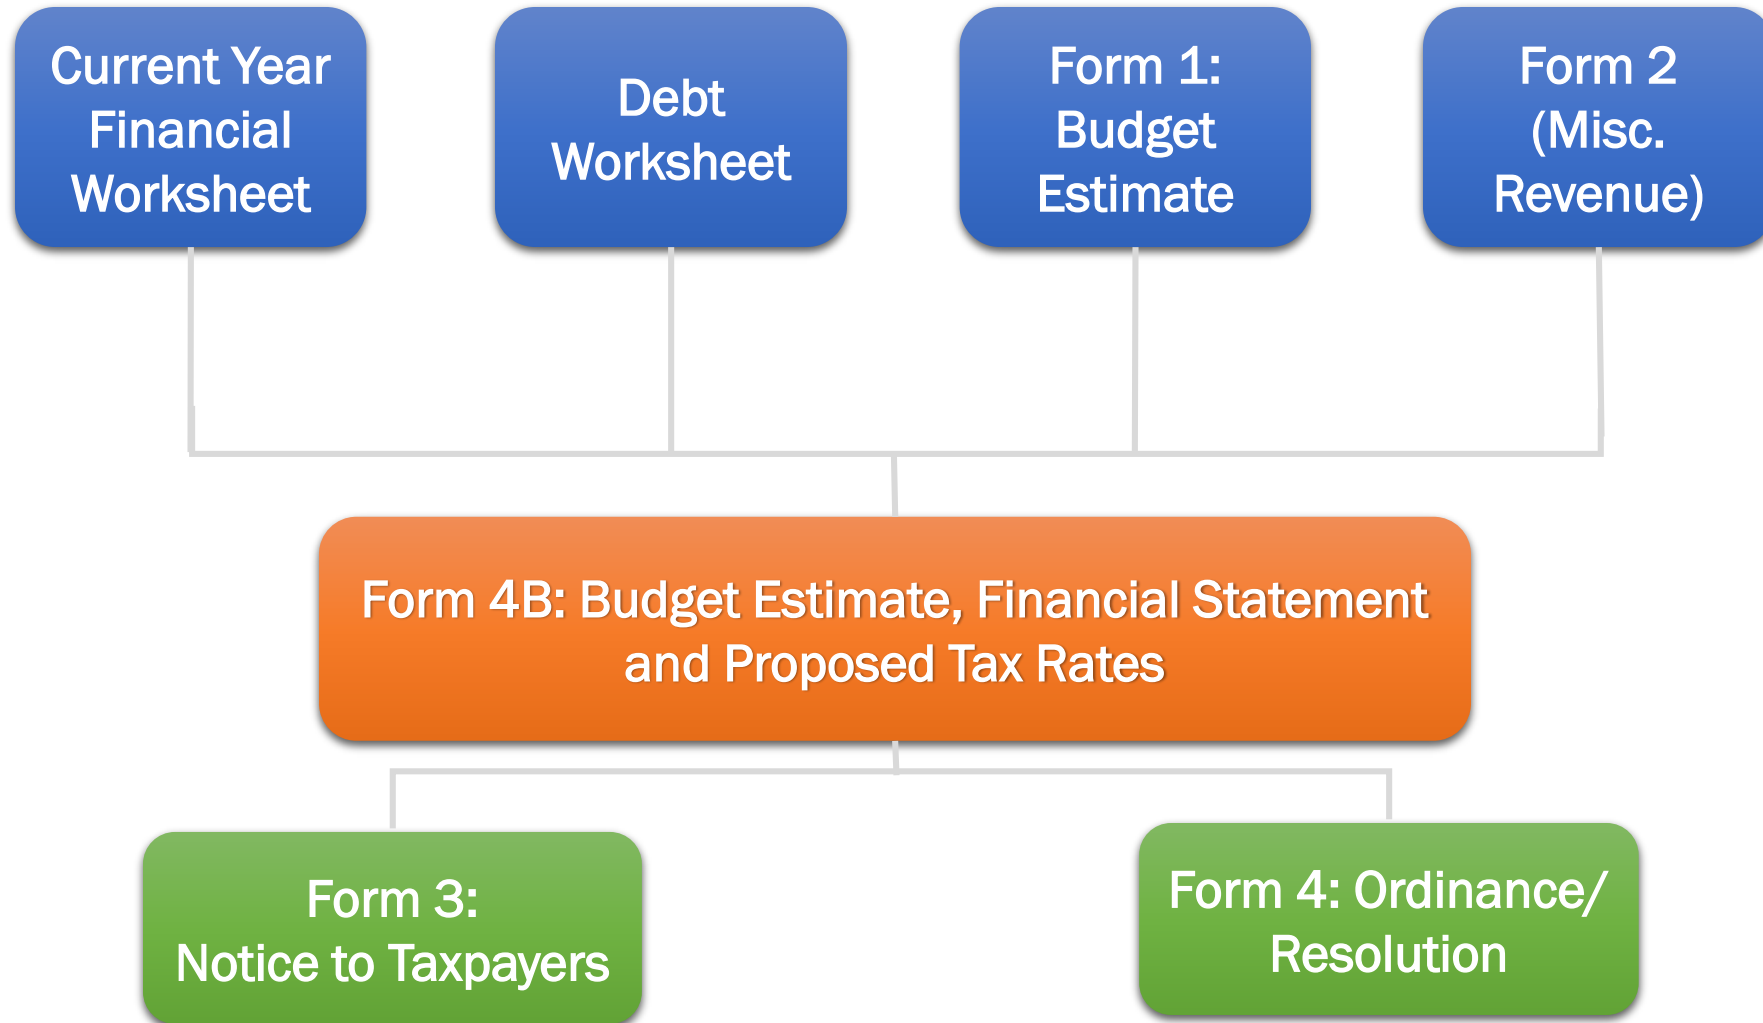 Current Year
Financial
Worksheet
Debt
Worksheet
Form 1:
Budget
Estimate
Form 2
(Misc.
Revenue)
Form 4B: Budget Estimate, Financial Statement
and Proposed Tax Rates
Form 3:
Notice to Taxpayers
Form 4: Ordinance/
Resolution